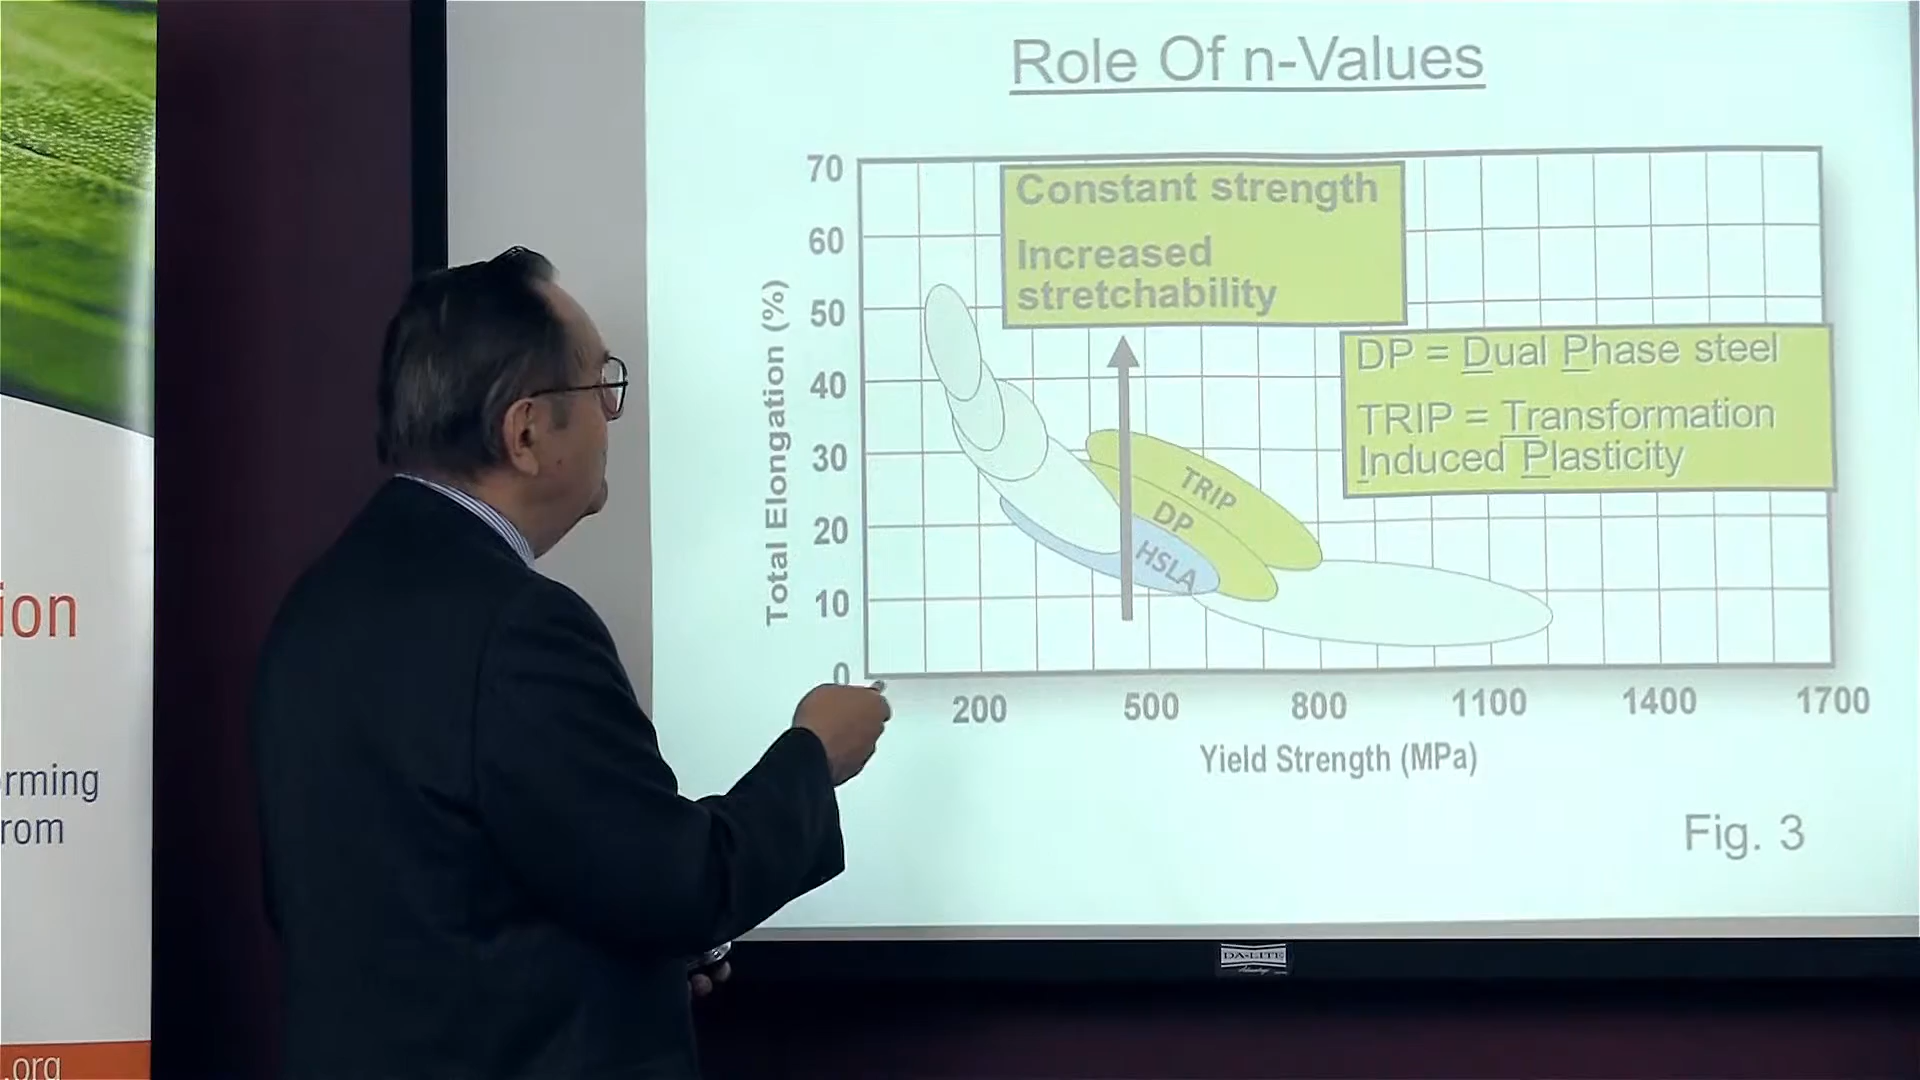 Role Of n-Values
70
60
50
40
30
20
10
0
Total Elongation (%)
Constant strength
Increased
stretchability
DP = Dual Phase steel
TRIP = Transformation
Induced Plasticity
TRIP
DP
HSLA
200 500 800 1100 1400 1700
Yield Strength (MPa)
Fig. 3
DA-LITE
ion
rming
rom
.org